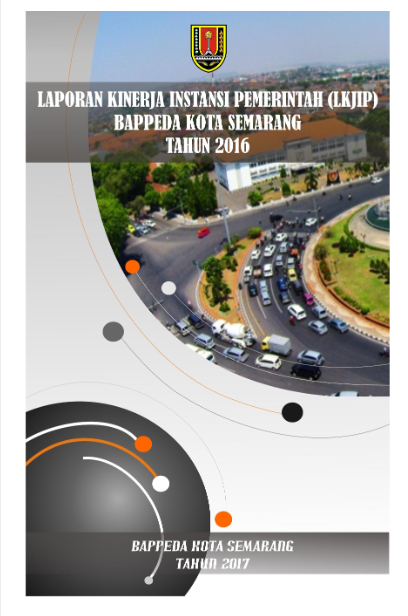 LAPORAN KINERJA INSTANSI PEMERINTAH (LKJIP)
BAPPEDA KOTA SEMARANG
TAHUN 2016
BAPPEDA KOTA SEMARANG
TAHUN 2017